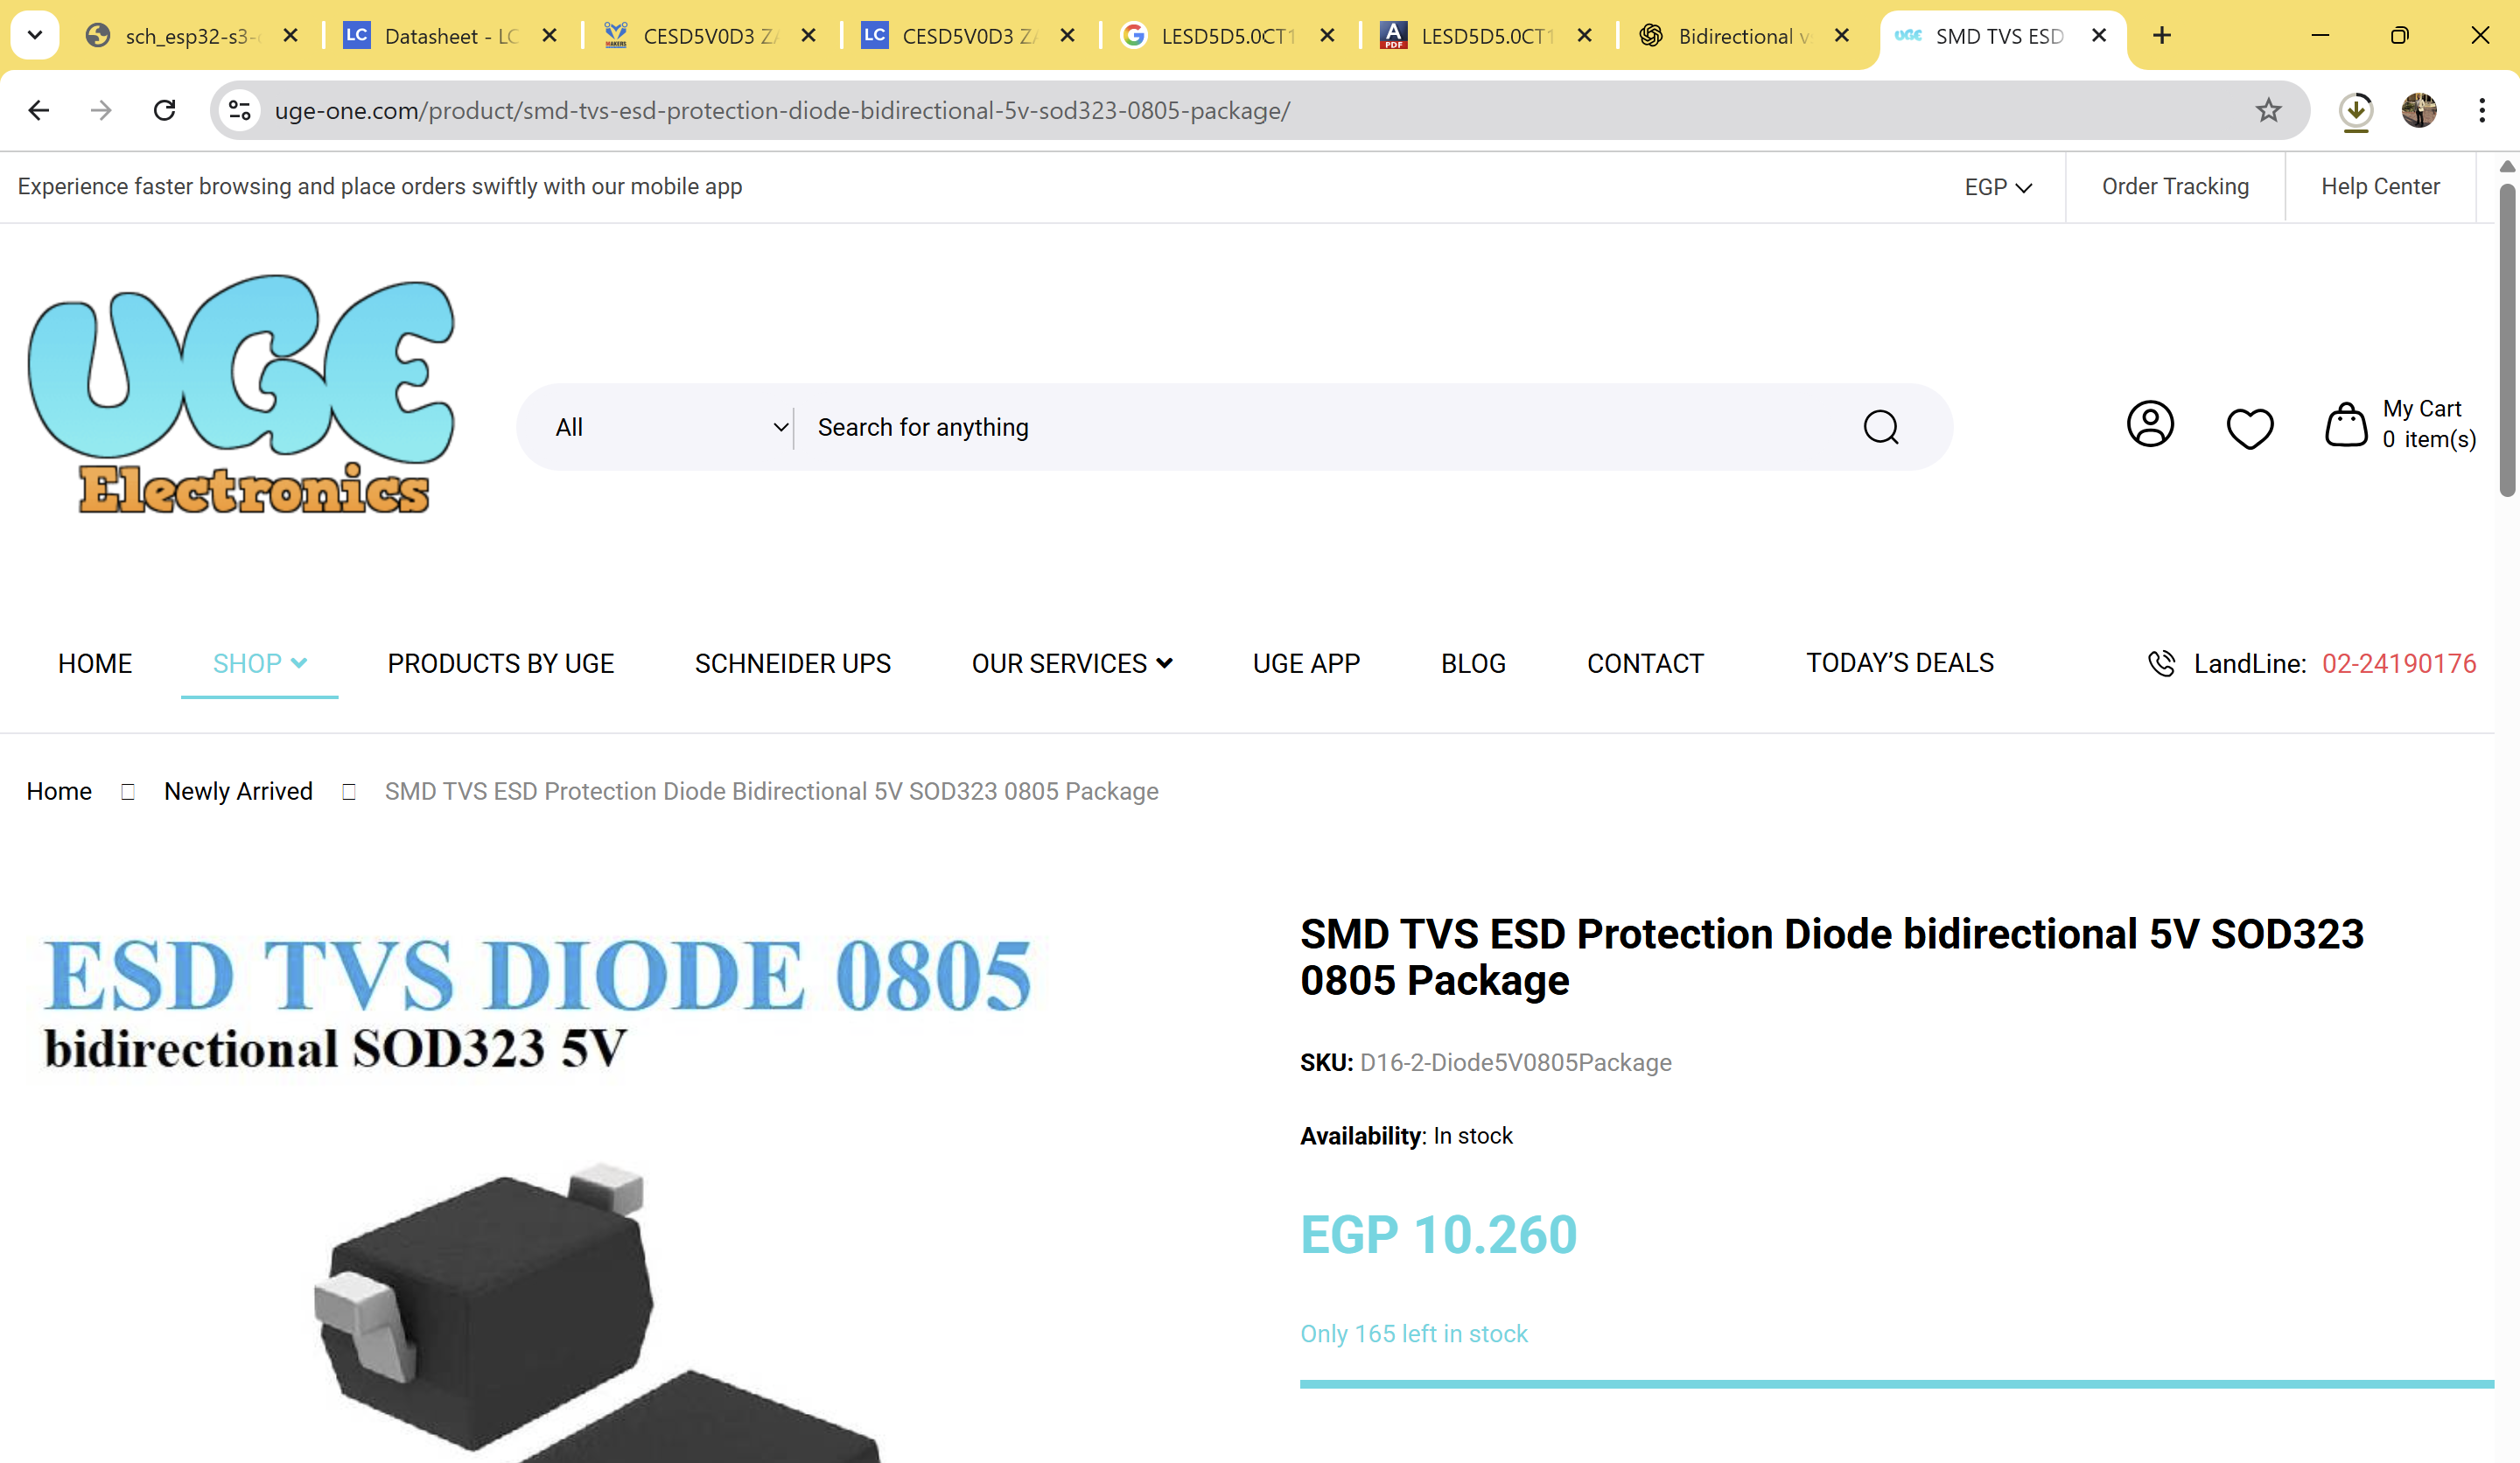 sch_esp32-s3-
LC Datasheet - LC
MAKERS CESD5V0D3 Z
LC CESD5V0D3 Z
G LESD5D5.0CT1
A PDF LESD5D5.0CT1
Bidirectional v
UGE SMD TVS ESD
uge-one.com/product/smd-tvs-esd-protection-diode-bidirectional-5v-sod323-0805-package/
Experience faster browsing and place orders swiftly with our mobile app
EGP
Order Tracking
Help Center
UGE
Electronics
All
Search for anything
My Cart
0 item(s)
HOME
SHOP
PRODUCTS BY UGE
SCHNEIDER UPS
OUR SERVICES
UGE APP
BLOG
CONTACT
TODAY’S DEALS
LandLine: 02-24190176
Home
Newly Arrived
SMD TVS ESD Protection Diode Bidirectional 5V SOD323 0805 Package
ESD TVS DIODE 0805
bidirectional SOD323 5V
SMD TVS ESD Protection Diode bidirectional 5V SOD323
0805 Package
SKU: D16-2-Diode5V0805Package
Availability: In stock
EGP 10.260
Only 165 left in stock